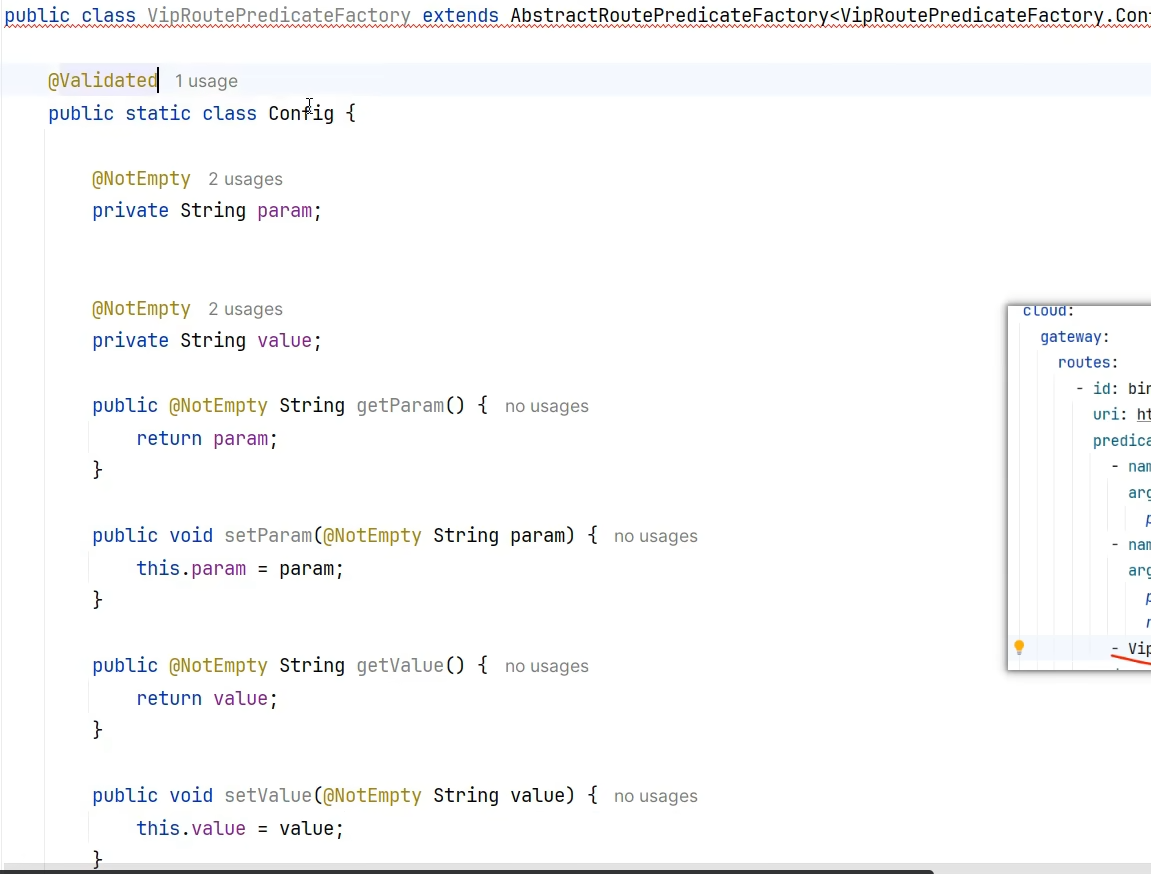 public class VipRoutePredicateFactory extends AbstractRoutePredicateFactory<VipRoutePredicateFactory.Con
@Validated 1 usage
public static class Config {
@NotEmpty 2 usages
private String param;
@NotEmpty 2 usages
private String value;
public @NotEmpty String getParam() { no usages
return param;
}
public void setParam(@NotEmpty String param) { no usages
this.param = param;
}
public @NotEmpty String getValue() { no usages
return value;
}
public void setValue(@NotEmpty String value) { no usages
this.value = value;
}
cloud:
gateway:
routes:
- id: bin
uri: ht
predica
- nam
arg
p
- nam
arg
p
- Vip